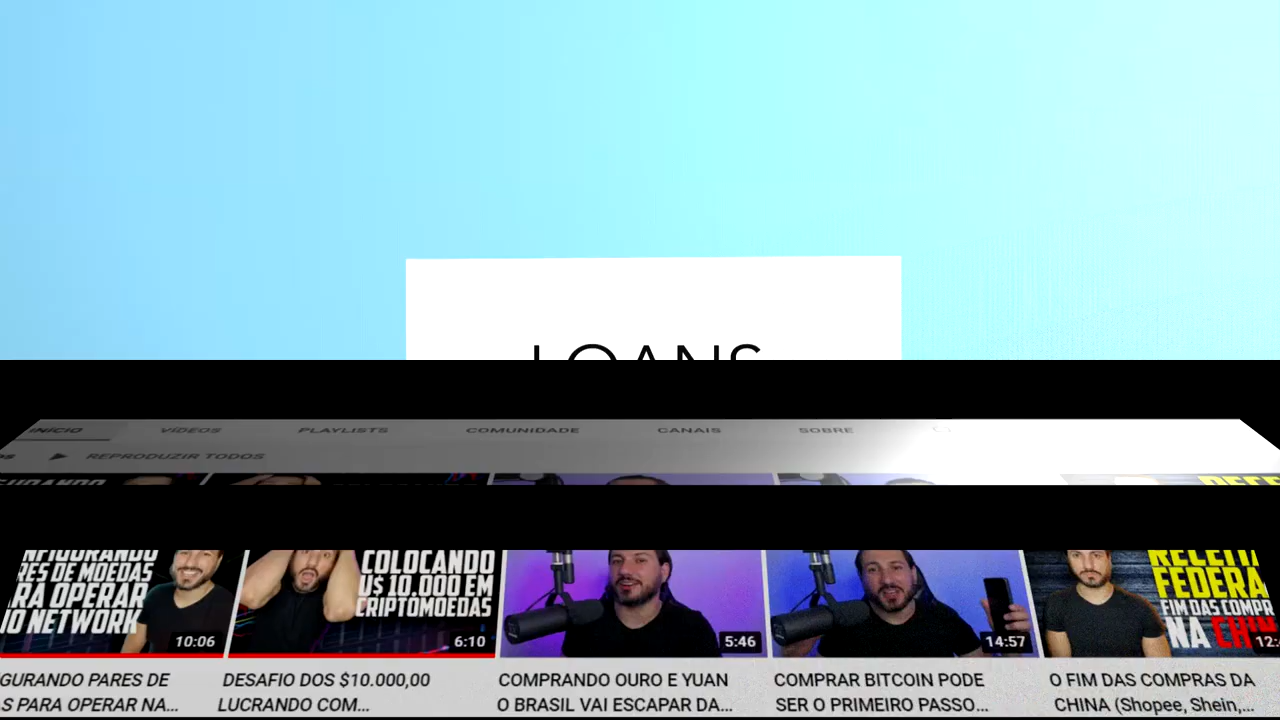 LOANS
INÍCIO VÍDEOS PLAYLISTS COMUNIDADE CANAIS SOBRE
REPRODUZIR TODOS
RES DE MOEDAS
RA OPERAR
NETWORK
10:06
COLOCANDO
U$ 10.000 EM
CRIPTOMOEDAS
6:10
5:46
14:57
RECEITA
FEDERA
FIM DAS COMPR
NA CHIN
12:
GURANDO PARES DE
S PARA OPERAR NA...
DESAFIO DOS $10.000,00
LUCRANDO COM...
COMPRANDO OURO E YUAN
O BRASIL VAI ESCAPAR DA...
COMPRAR BITCOIN PODE
SER O PRIMEIRO PASSO...
O FIM DAS COMPRAS DA
CHINA (Shopee, Shein,...